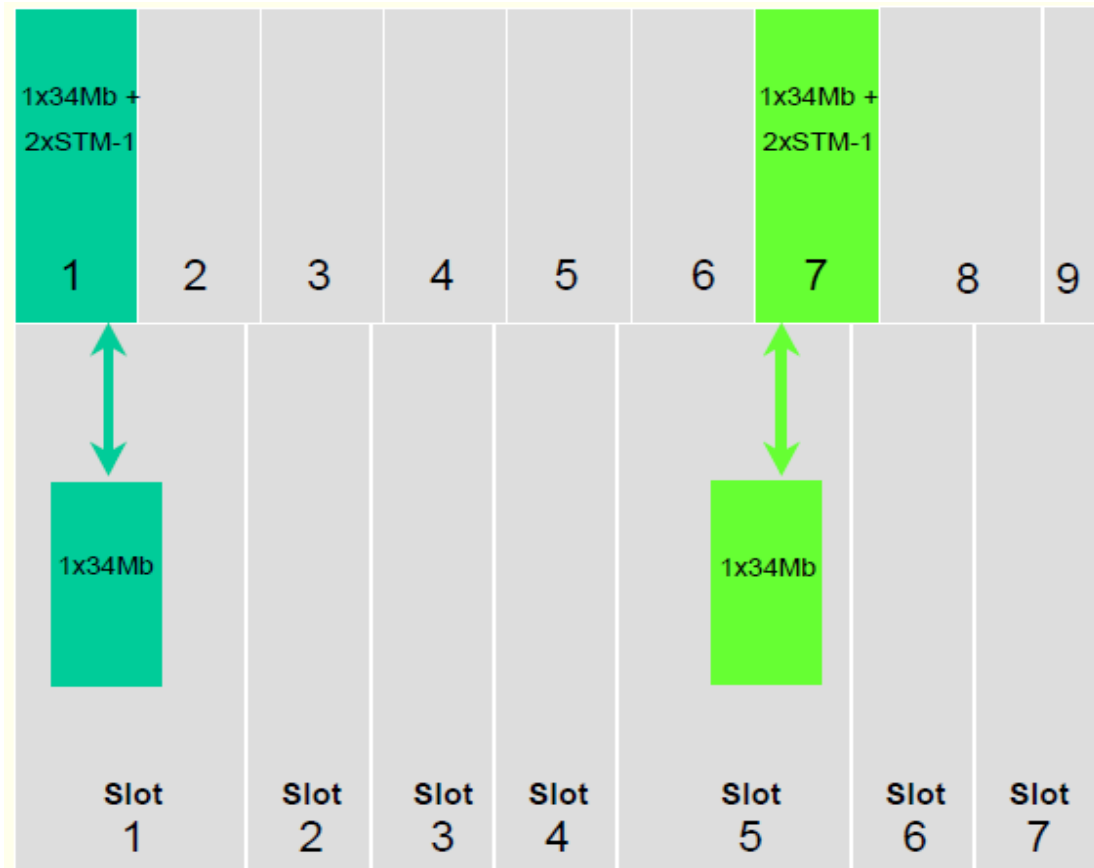 1x34Mb +
2xSTM-1
1x34Mb +
2xSTM-1
1 2 3 4 5 6 7 8 9
1x34Mb
1x34Mb
Slot Slot Slot Slot Slot Slot Slot
1 2 3 4 5 6 7